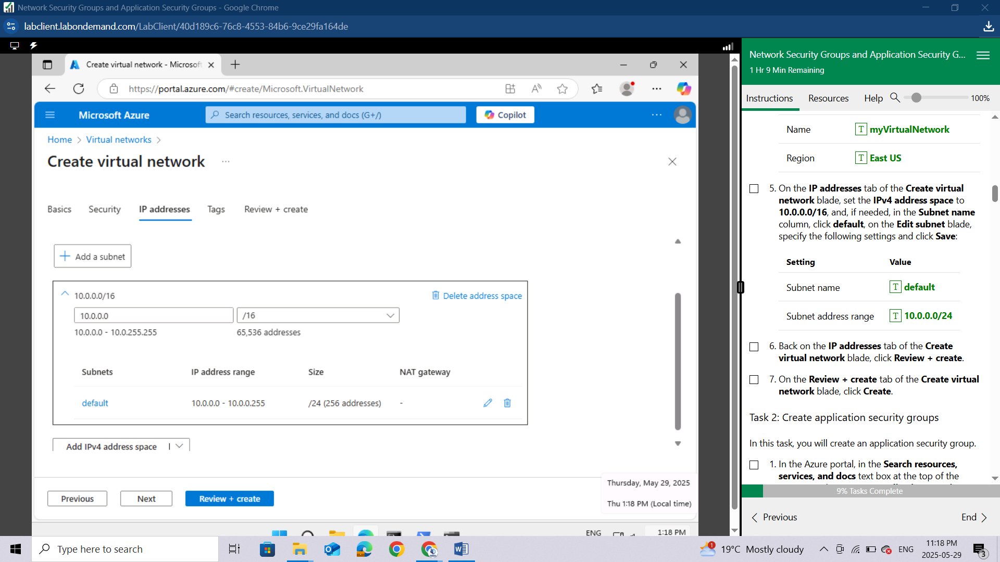 Network Security Groups and Application Security Groups - Google Chrome
labclient.labondemand.com/LabClient/40d189c6-76c8-4553-84b6-9ce29fa164de
Create virtual network - Microsoft
https://portal.azure.com/#create/Microsoft.VirtualNetwork
Microsoft Azure
Search resources, services, and docs (G+/)
Copilot
Home > Virtual networks >
Create virtual network ...
Basics
Security
IP addresses
Tags
Review + create
Add a subnet
10.0.0.0/16
Delete address space
10.0.0.0
/16
10.0.0.0 - 10.0.255.255
65,536 addresses
Subnets IP address range Size NAT gateway
default 10.0.0.0 - 10.0.0.255 /24 (256 addresses) -
Add IPv4 address space
Previous
Next
Review + create
Thursday, May 29, 2025
Thu 1:18 PM (Local time)
ENG
1:18 PM
Network Security Groups and Application Security G...
1 Hr 9 Min Remaining
Instructions
Resources
Help
100%
Name T myVirtualNetwork
Region T East US
5. On the IP addresses tab of the Create virtual
network blade, set the IPv4 address space to
10.0.0.0/16, and, if needed, in the Subnet name
column, click default, on the Edit subnet blade,
specify the following settings and click Save:
Setting Value
Subnet name T default
Subnet address range T 10.0.0.0/24
6. Back on the IP addresses tab of the Create
virtual network blade, click Review + create.
7. On the Review + create tab of the Create virtual
network blade, click Create.
Task 2: Create application security groups
In this task, you will create an application security group.
1. In the Azure portal, in the Search resources,
services, and docs text box at the top of the
9% Tasks Complete
Previous
End
Type here to search
1
19°C Mostly cloudy
ENG
11:18 PM
2025-05-29
3